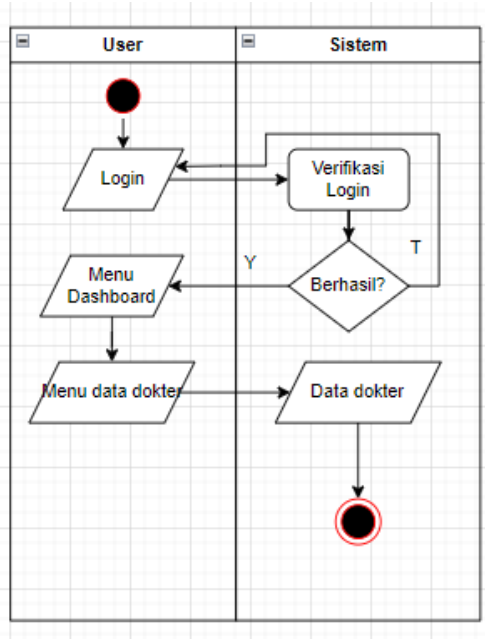 User
Sistem
Login
Verifikasi
Login
T
Y
Berhasil?
Menu
Dashboard
Menu data dokter
Data dokter